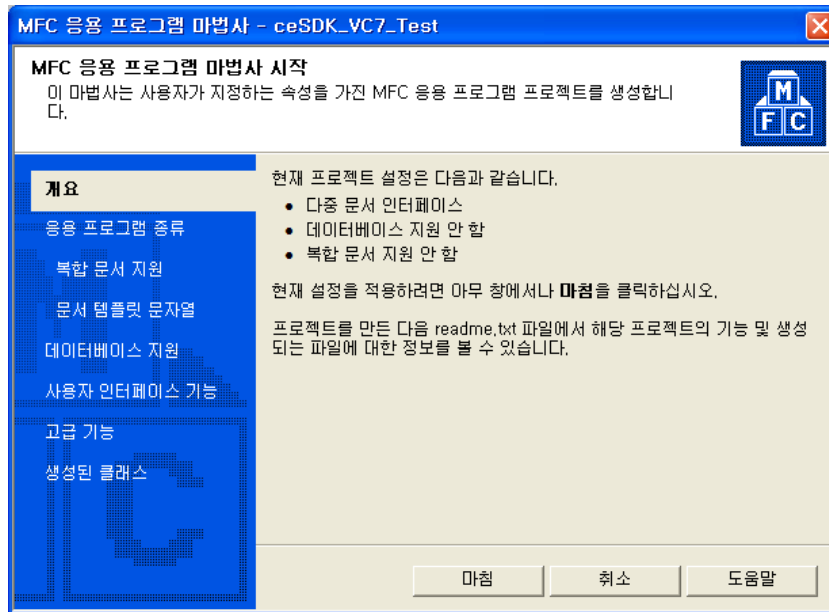 MFC 응용 프로그램 마법사 - ceSDK_VC7_Test
MFC 응용 프로그램 마법사 시작
이 마법사는 사용자가 지정하는 속성을 가진 MFC 응용 프로그램 프로젝트를 생성합니
다.
M
F C
개요
응용 프로그램 종류
복합 문서 지원
문서 템플릿 문자열
데이터베이스 지원
사용자 인터페이스 기능
고급 기능
생성된 클래스
C
현재 프로젝트 설정은 다음과 같습니다.
• 다중 문서 인터페이스
• 데이터베이스 지원 안 함
• 복합 문서 지원 안 함
현재 설정을 적용하려면 아무 창에서나 마침을 클릭하십시오.
프로젝트를 만든 다음 readme.txt 파일에서 해당 프로젝트의 기능 및 생성
되는 파일에 대한 정보를 볼 수 있습니다.
마침
취소
도움말